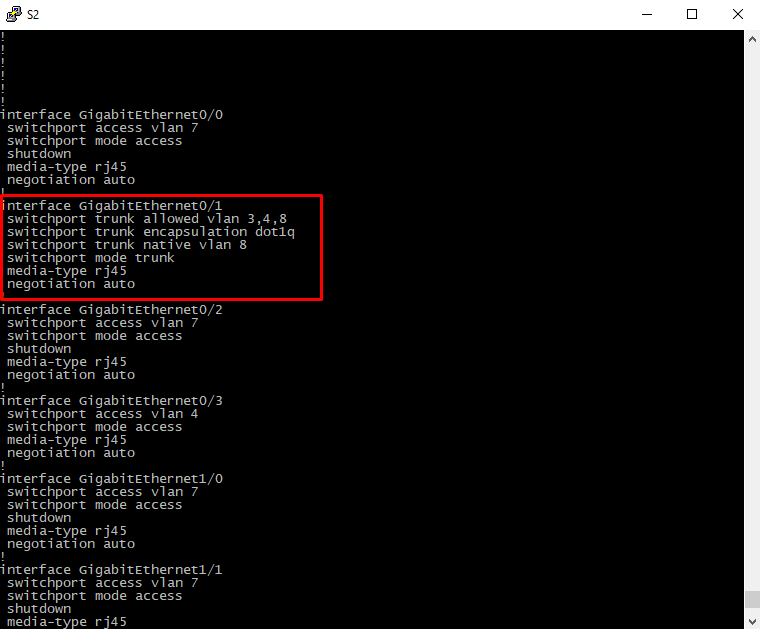 S2
!
!
!
!
!
!
interface GigabitEthernet0/0
 switchport access vlan 7
 switchport mode access
 shutdown
 media-type rj45
 negotiation auto
!
interface GigabitEthernet0/1
 switchport trunk allowed vlan 3,4,8
 switchport trunk encapsulation dot1q
 switchport trunk native vlan 8
 switchport mode trunk
 media-type rj45
 negotiation auto
interface GigabitEthernet0/2
 switchport access vlan 7
 switchport mode access
 shutdown
 media-type rj45
 negotiation auto
!
interface GigabitEthernet0/3
 switchport access vlan 4
 switchport mode access
 media-type rj45
 negotiation auto
!
interface GigabitEthernet1/0
 switchport access vlan 7
 switchport mode access
 shutdown
 media-type rj45
 negotiation auto
!
interface GigabitEthernet1/1
 switchport access vlan 7
 switchport mode access
 shutdown
 media-type rj45